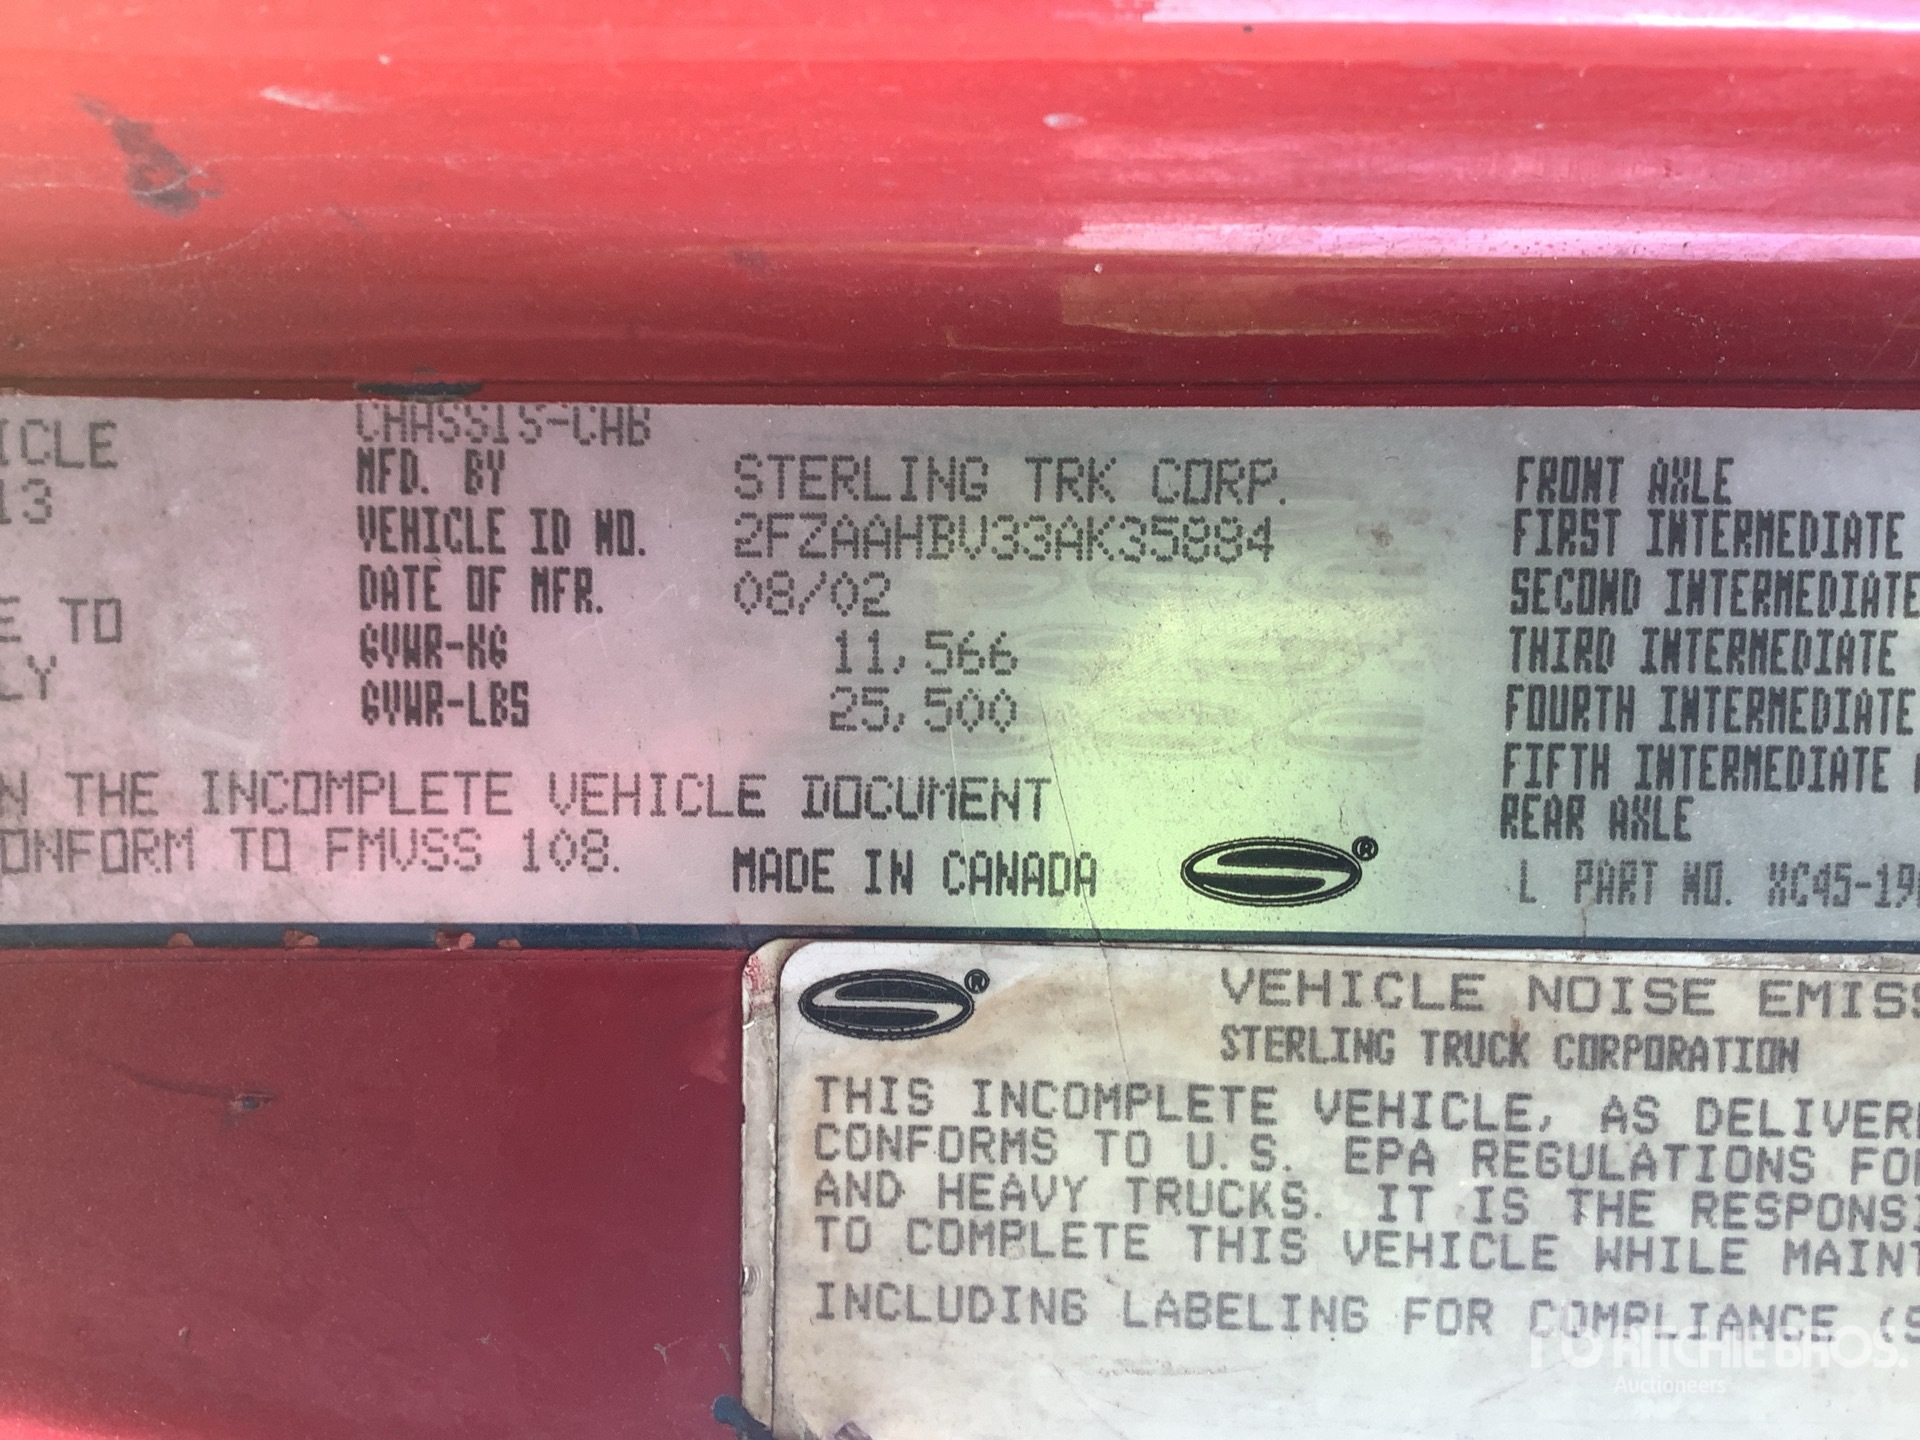 CHASSIS-CAB
ICLE MFD. BY STERLING TRK CORP. FRONT AXLE
13 VEHICLE ID NO. 2FZAAHBV33AK35884 FIRST INTERMEDIATE
DATE OF MFR. 08/02 SECOND INTERMEDIATE
E TO GVWR-KG 11,566 THIRD INTERMEDIATE
LY GVWR-LBS 25,500 FOURTH INTERMEDIATE
FIFTH INTERMEDIATE
N THE INCOMPLETE VEHICLE DOCUMENT REAR AXLE
ONFORM TO FMVSS 108. MADE IN CANADA S® L PART NO. XC45-19
S® VEHICLE NOISE EMISS
STERLING TRUCK CORPORATION
THIS INCOMPLETE VEHICLE, AS DELIVER
CONFORMS TO U.S. EPA REGULATIONS FO
AND HEAVY TRUCKS. IT IS THE RESPONSI
TO COMPLETE THIS VEHICLE WHILE MAINT
INCLUDING LABELING FOR COMPLIANCE (S
RITCHIE BROS.
Auctioneers